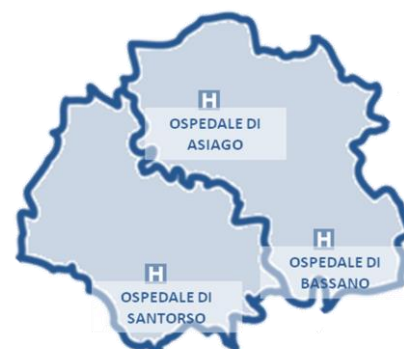 H
OSPEDALE DI
ASIAGO
H
OSPEDALE DI
BASSANO
H
OSPEDALE DI
SANTORSO